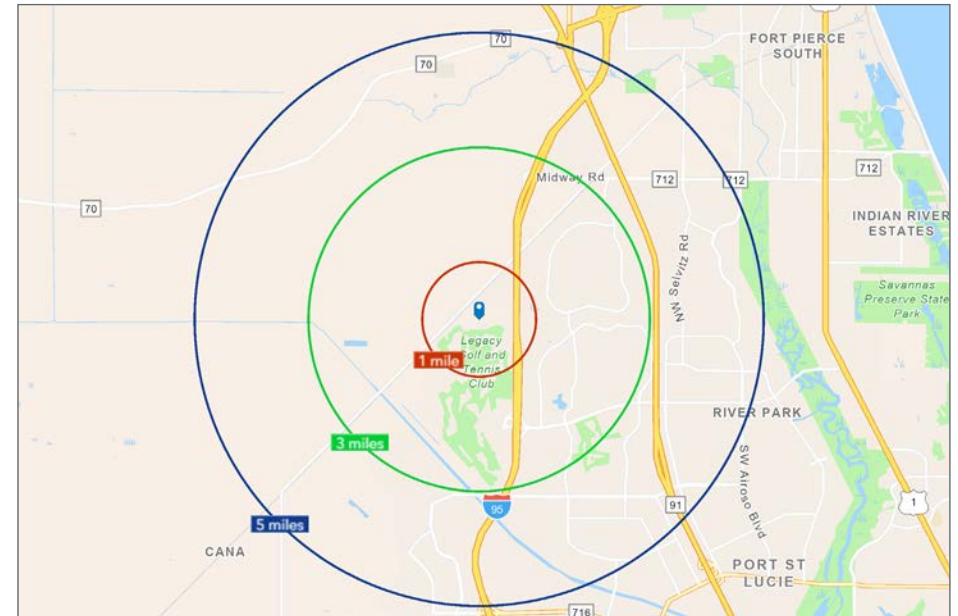 70
70
FORT PIERCE
SOUTH
Midway Rd
712
712
712
70
INDIAN RIVER
ESTATES
NW Selvitz Rd
Savannas
Preserve State
Park
Legacy
Golf and
Tennis
Club
1 mile
3 miles
RIVER PARK
SW Airoso Blvd
95
91
1
5 miles
CANA
PORT ST
LUCIE
716